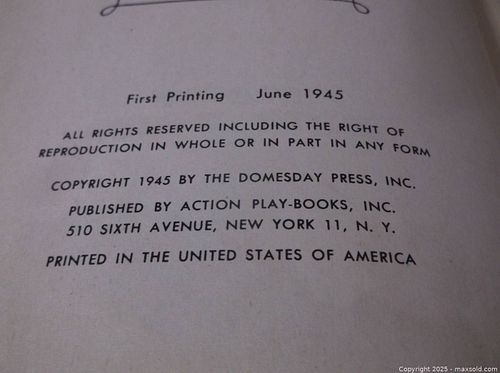 First Printing June 1945
ALL RIGHTS RESERVED INCLUDING THE RIGHT OF
REPRODUCTION IN WHOLE OR IN PART IN ANY FORM
COPYRIGHT 1945 BY THE DOMESDAY PRESS, INC.
PUBLISHED BY ACTION PLAY-BOOKS, INC.
510 SIXTH AVENUE, NEW YORK 11, N. Y.
PRINTED IN THE UNITED STATES OF AMERICA
Copyright 2025 - maxsold.com